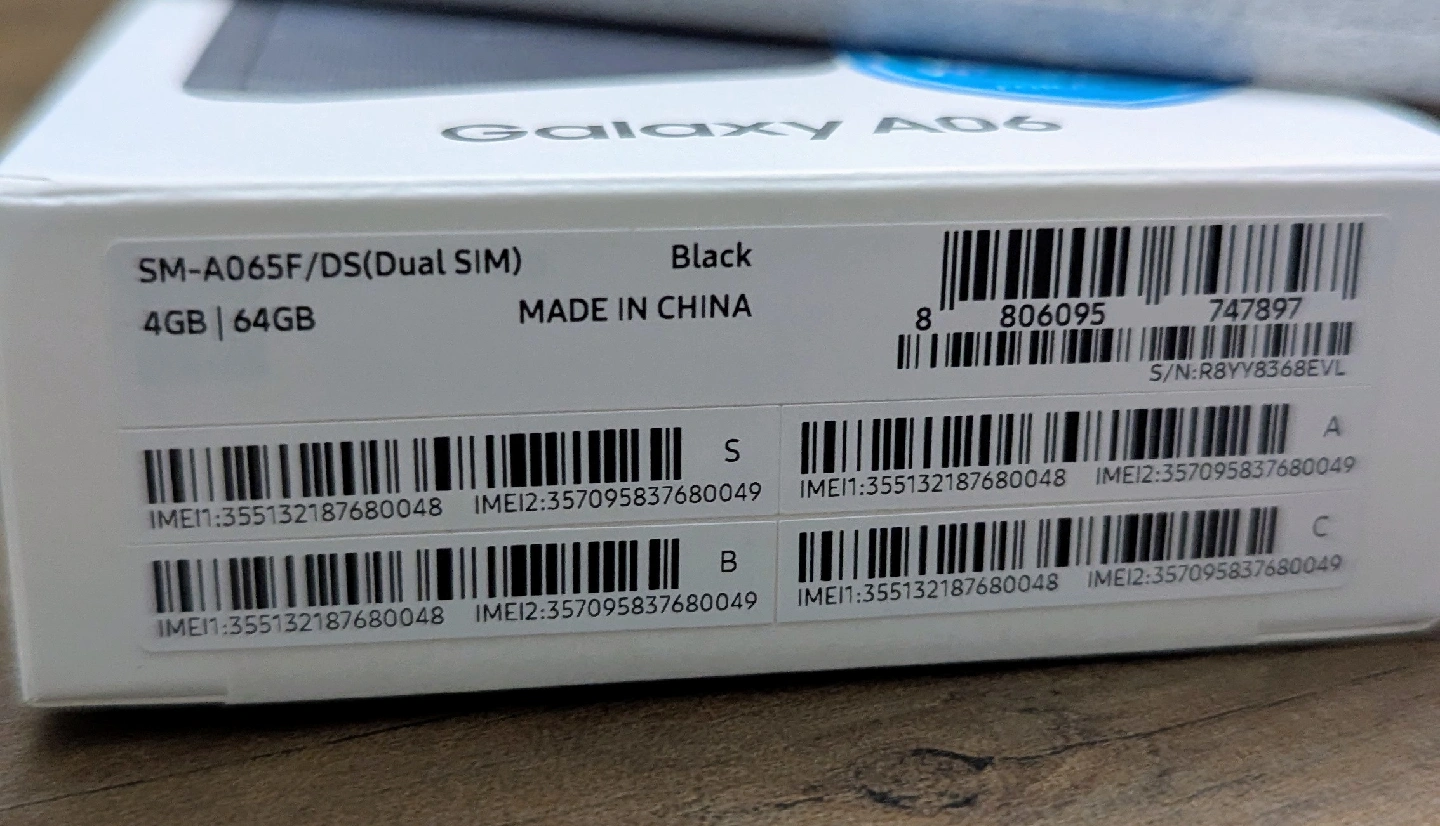 Galaxy A06
SM-A065F/DS(Dual SIM) Black
4GB | 64GB MADE IN CHINA
8 806095 747897
S/N:R8YY8368EVL
S
IMEI1:355132187680048 IMEI2:357095837680049
A
IMEI1:355132187680048 IMEI2:357095837680049
B
IMEI1:355132187680048 IMEI2:357095837680049
C
IMEI1:355132187680048 IMEI2:357095837680049